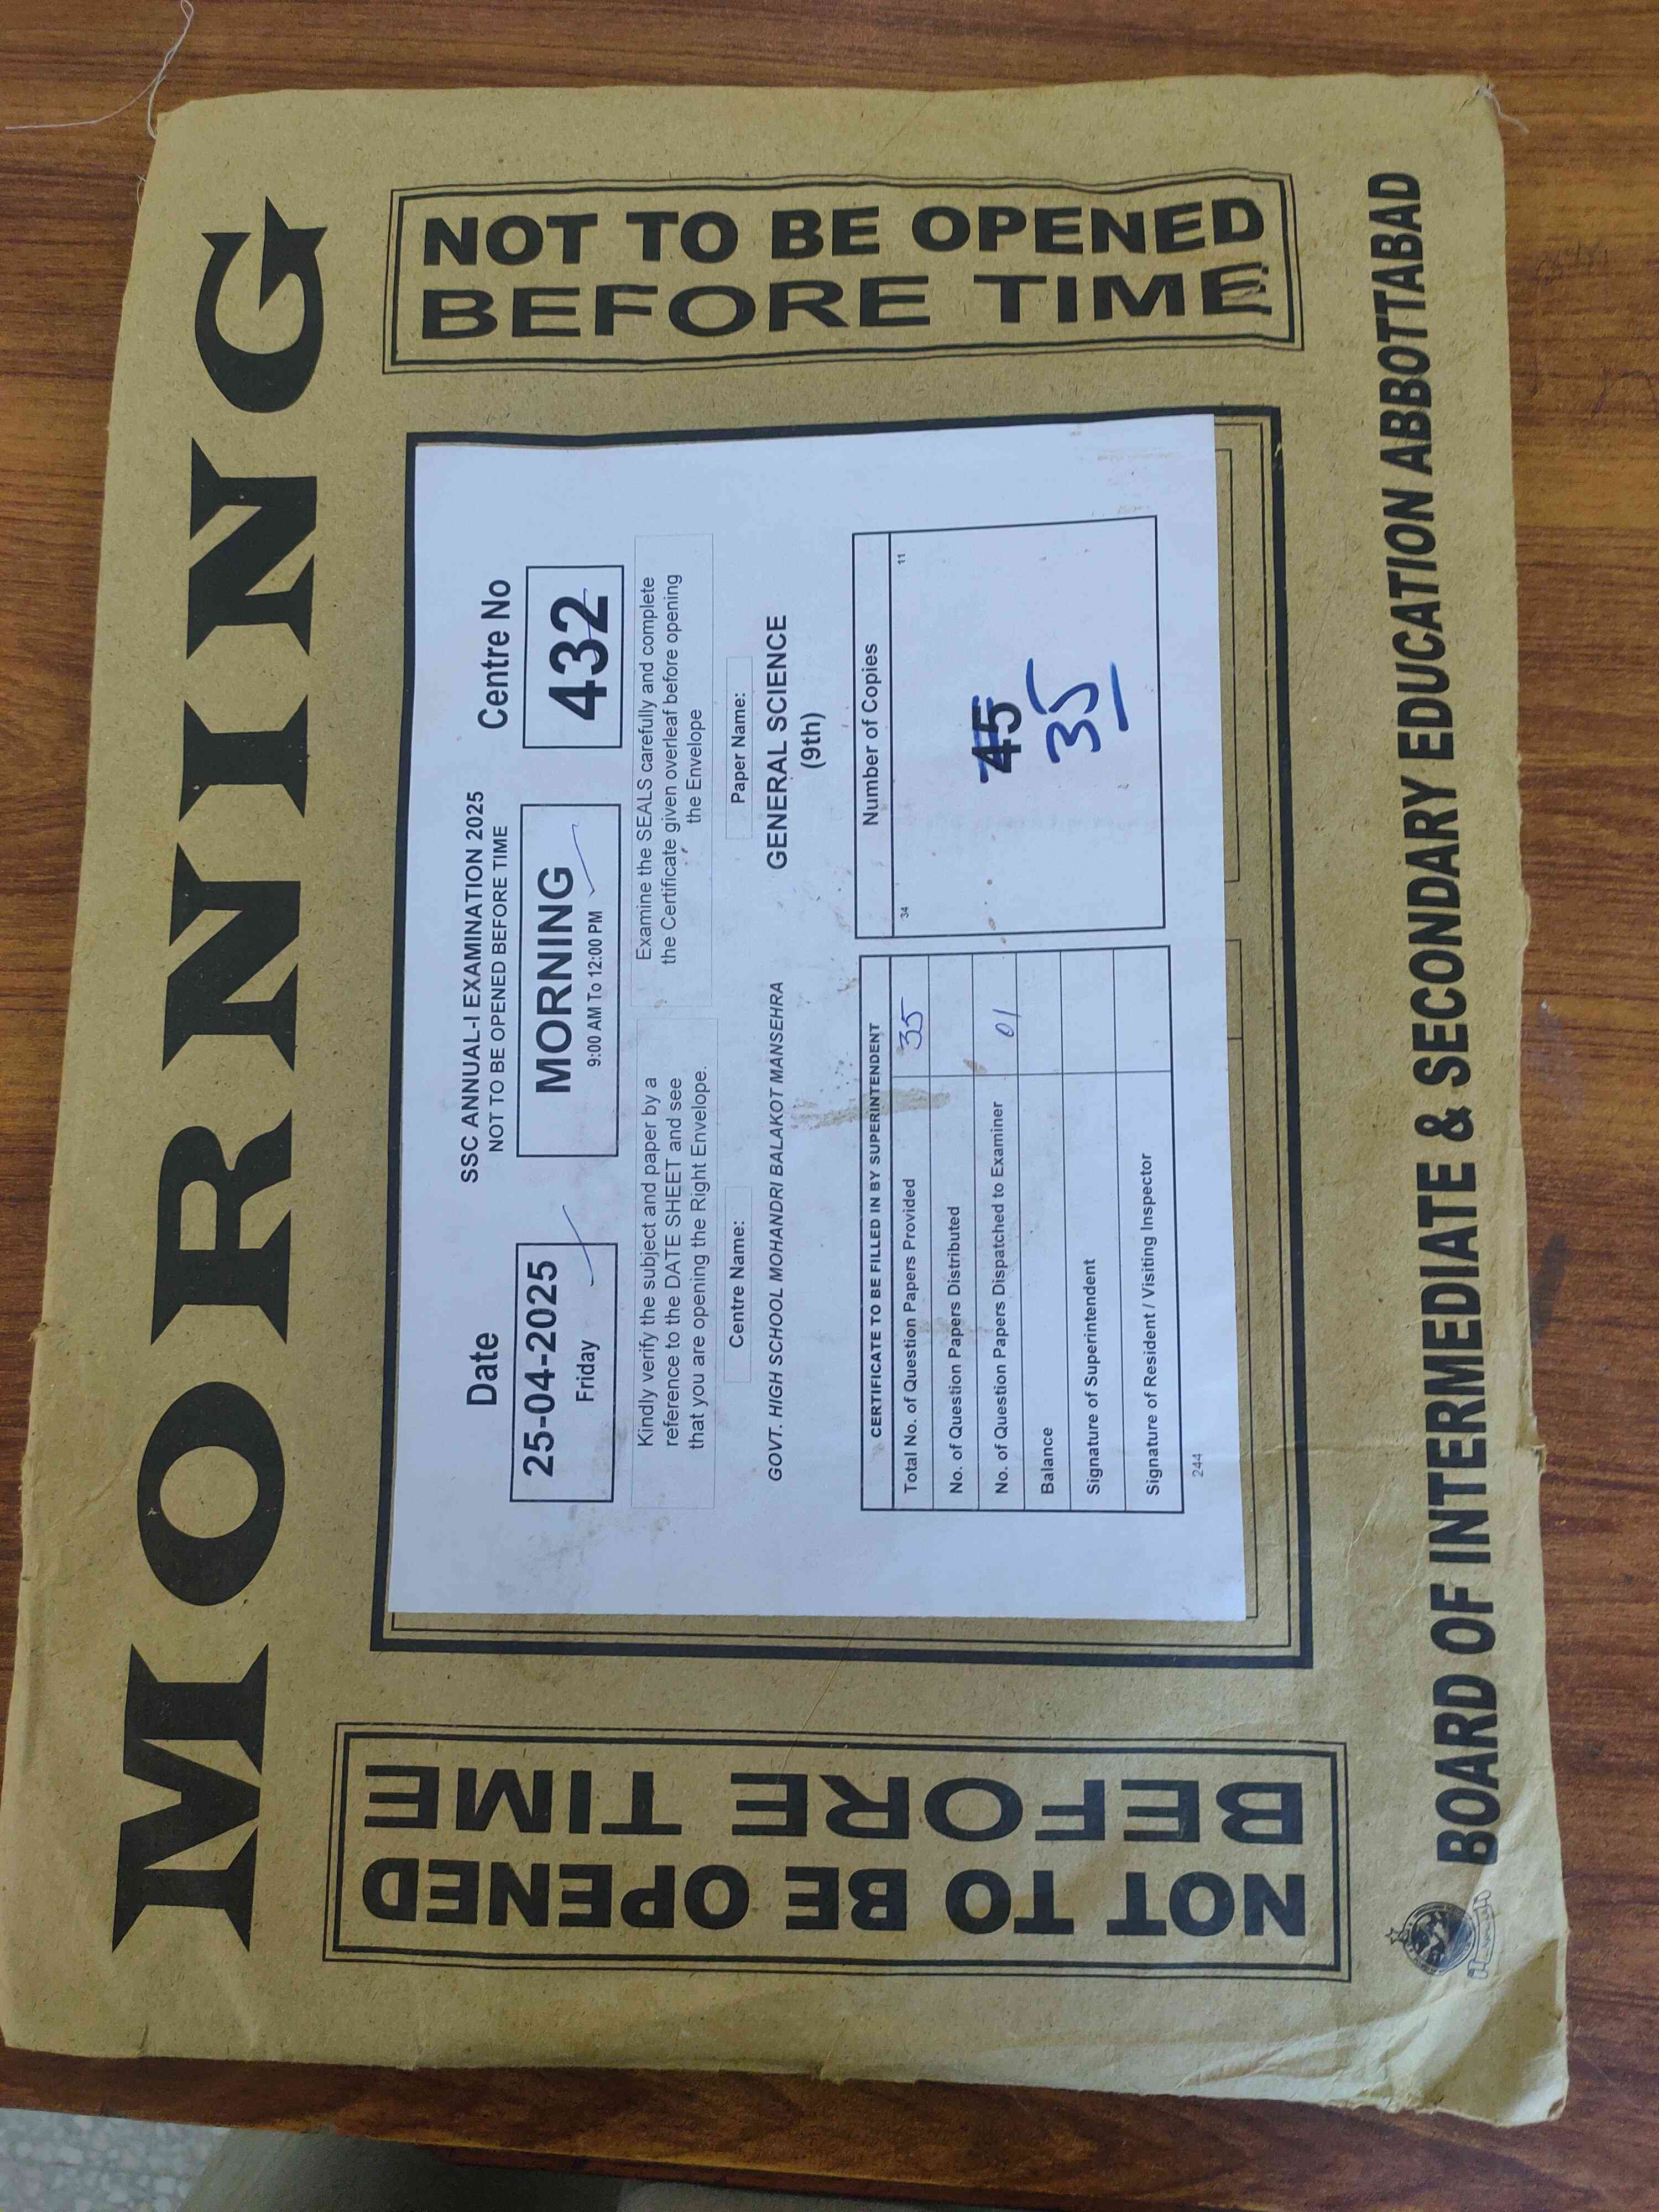 MORNING
NOT TO BE OPENED
BEFORE TIME
SSC ANNUAL-I EXAMINATION 2025
NOT TO BE OPENED BEFORE TIME
Date
25-04-2025
Friday
MORNING
9:00 AM To 12:00 PM
Centre No
432
Kindly verify the subject and paper by a
reference to the DATE SHEET and see
that you are opening the Right Envelope.
Examine the SEALS carefully and complete
the Certificate given overleaf before opening
the Envelope
Centre Name:
GOVT. HIGH SCHOOL MOHANDRI BALAKOT MANSEHRA
Paper Name:
GENERAL SCIENCE
(9th)
CERTIFICATE TO BE FILLED IN BY SUPERINTENDENT
Total No. of Question Papers Provided 35
No. of Question Papers Distributed
No. of Question Papers Dispatched to Examiner 01
Balance
Signature of Superintendent
Signature of Resident / Visiting Inspector
244
Number of Copies
34 11
45
35
NOT TO BE OPENED
BEFORE TIME
BOARD OF INTERMEDIATE & SECONDARY EDUCATION ABBOTTABAD